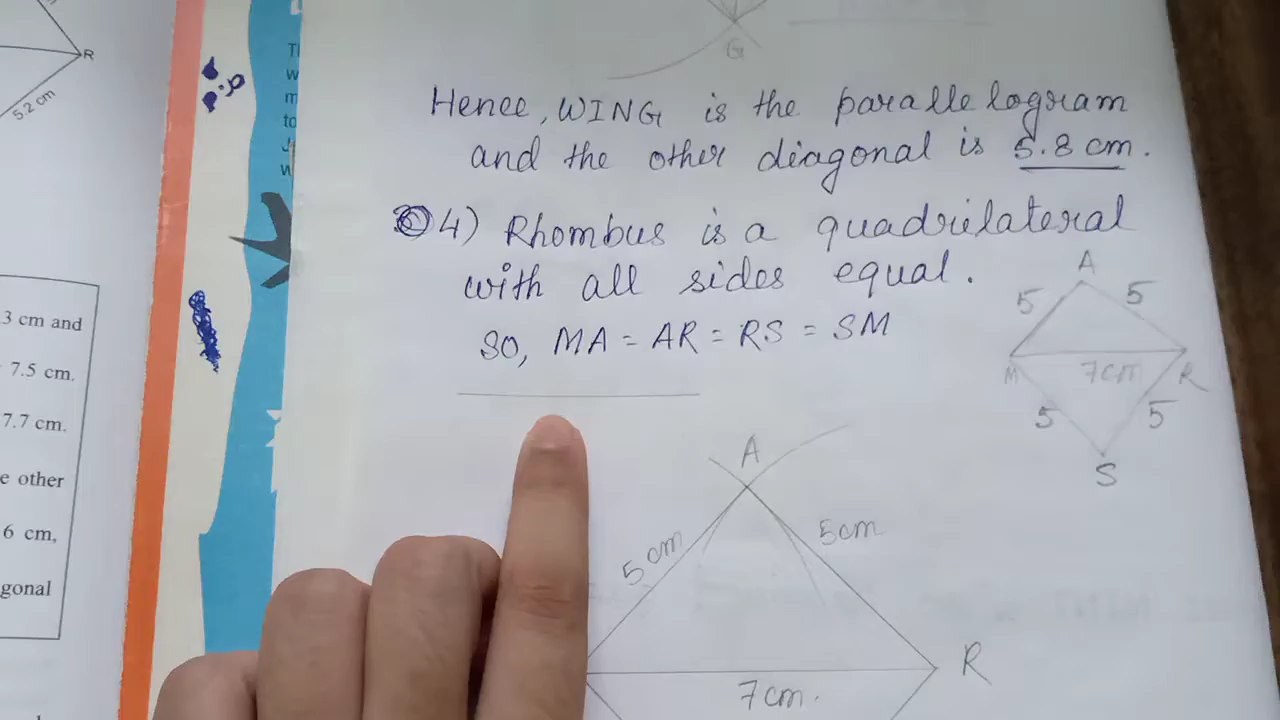 R
5.2 cm
G
Hence, WING is the parallelogram
and the other diagonal is 5.8 cm.
4) Rhombus is a quadrilateral
with all sides equal.
So, MA = AR = RS = SM
A
5 5
M 7cm R
5 5
S
A
5cm 5cm
R
7cm.
3 cm and
7.5 cm.
7.7 cm.
e other
6 cm,
gonal